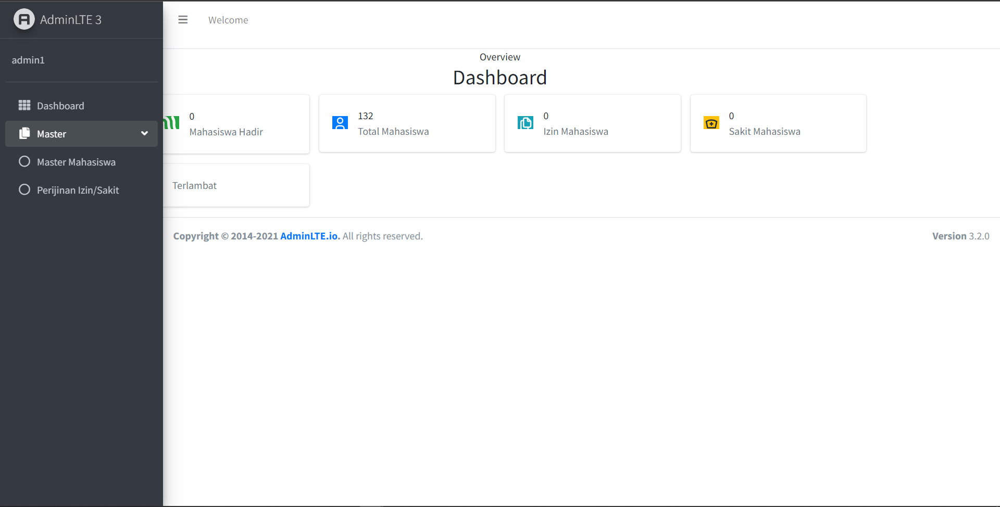 AdminLTE 3
Welcome
admin1
Dashboard
Master
Master Mahasiswa
Perijinan Izin/Sakit
Overview
Dashboard
0
Mahasiswa Hadir
132
Total Mahasiswa
0
Izin Mahasiswa
0
Sakit Mahasiswa
Terlambat
Copyright © 2014-2021 AdminLTE.io. All rights reserved.
Version 3.2.0